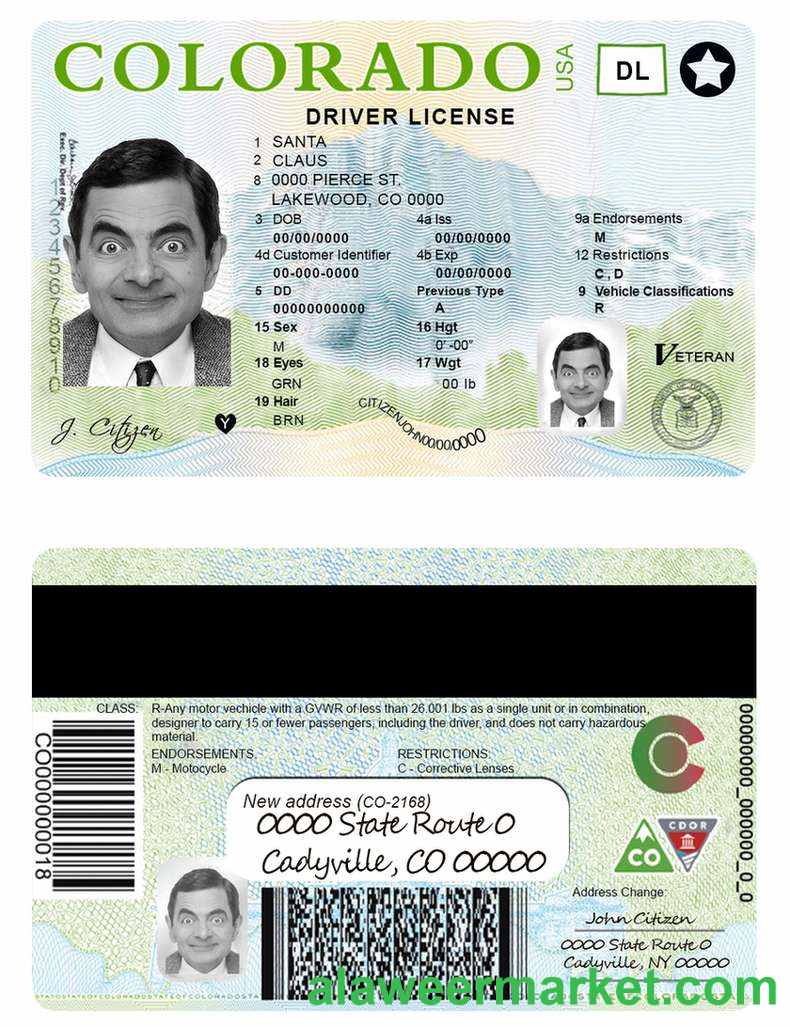 COLORADO
USA
DL
DRIVER LICENSE
1 SANTA
2 CLAUS
8 0000 PIERCE ST.
LAKEWOOD, CO 0000
3 DOB
00/00/0000
4a Iss
00/00/0000
9a Endorsements
M
4d Customer Identifier
00-000-0000
4b Exp
00/00/0000
12 Restrictions
C , D
5 DD
00000000000
Previous Type
A
9 Vehicle Classifications
R
15 Sex
M
16 Hgt
0'-00"
18 Eyes
GRN
17 Wgt
00 lb
19 Hair
BRN
VETERAN
Exec. Dir. Dept of Rev
12345678910
J. Citizen
Y
CITIZENJOHN00/00/0000
CLASS: R-Any motor vechicle with a GVWR of less than 26.001 lbs as a single unit or in combination,
designer to carry 15 or fewer passengers, including the driver, and does not carry hazardous
material.
ENDORSEMENTS.
M - Motocycle
RESTRICTIONS:
C - Corrective Lenses
CO000000018
New address (CO-2168)
0000 State Route 0
Cadyville, CO 00000
C
CO
CDOR
00000000_000000_0_0
Address Change:
John Citizen
0000 State Route 0
Cadyville, NY 00000
alaweermarket.com